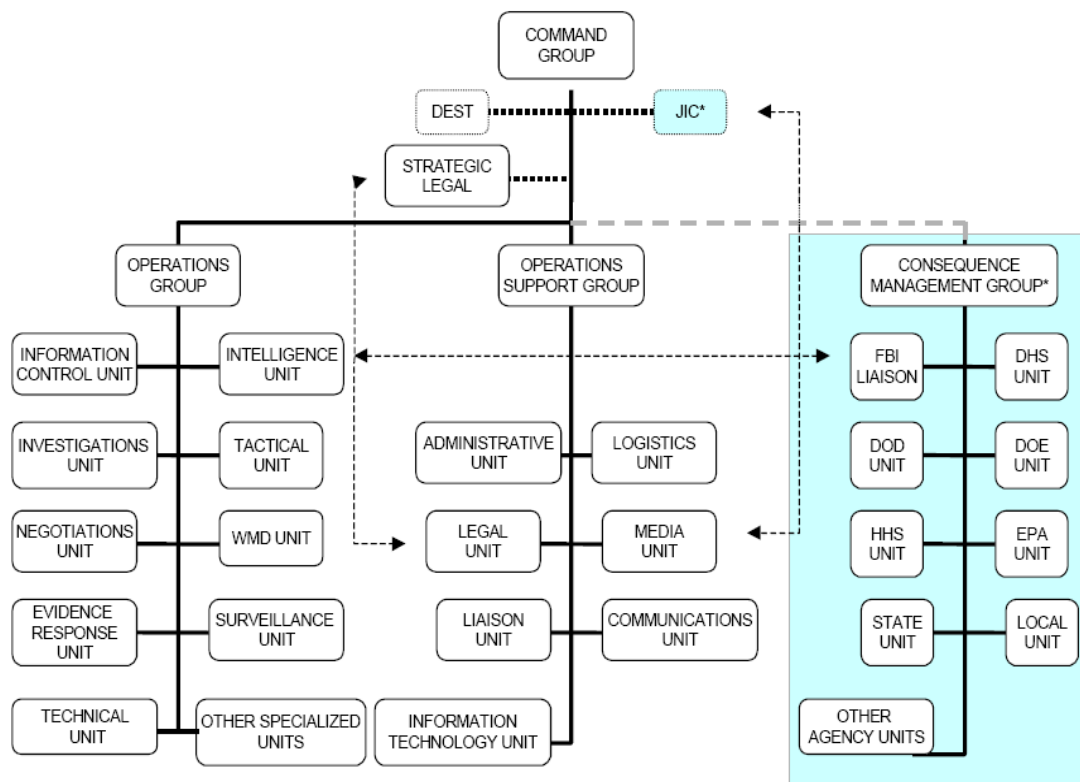 COMMAND
GROUP
DEST
JIC*
STRATEGIC
LEGAL
OPERATIONS
GROUP
OPERATIONS
SUPPORT GROUP
CONSEQUENCE
MANAGEMENT GROUP*
INFORMATION
CONTROL UNIT
INTELLIGENCE
UNIT
FBI
LIAISON
DHS
UNIT
INVESTIGATIONS
UNIT
TACTICAL
UNIT
ADMINISTRATIVE
UNIT
LOGISTICS
UNIT
DOD
UNIT
DOE
UNIT
NEGOTIATIONS
UNIT
WMD UNIT
LEGAL
UNIT
MEDIA
UNIT
HHS
UNIT
EPA
UNIT
EVIDENCE
RESPONSE
UNIT
SURVEILLANCE
UNIT
LIAISON
UNIT
COMMUNICATIONS
UNIT
STATE
UNIT
LOCAL
UNIT
TECHNICAL
UNIT
OTHER SPECIALIZED
UNITS
INFORMATION
TECHNOLOGY UNIT
OTHER
AGENCY UNITS